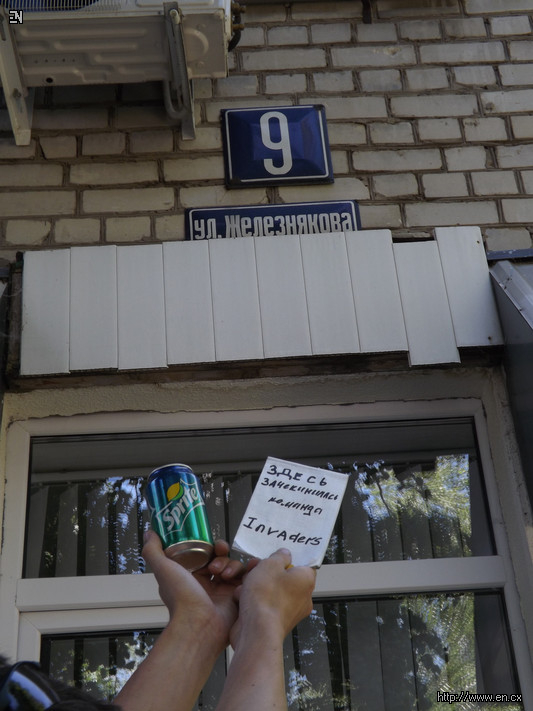 EN
9
ул. Железнякова
Sprite
ЗДЕСЬ
ЗАЧЕКИНИЛАСЬ
команда
InvAders
http://www.en.cx